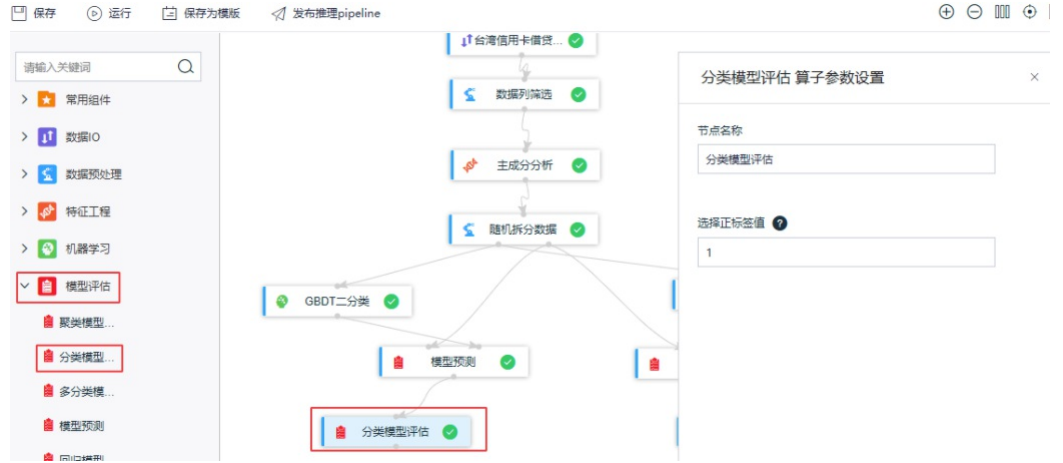 保存 运行 保存为模版 发布推理pipeline
请输入关键词
常用组件
数据IO
数据预处理
特征工程
机器学习
模型评估
聚类模型...
分类模型...
多分类模...
模型预测
回归模型
台湾信用卡借贷...
数据列筛选
主成分分析
随机拆分数据
GBDT二分类
模型预测
分类模型评估
分类模型评估 算子参数设置
节点名称
分类模型评估
选择正标签值
1